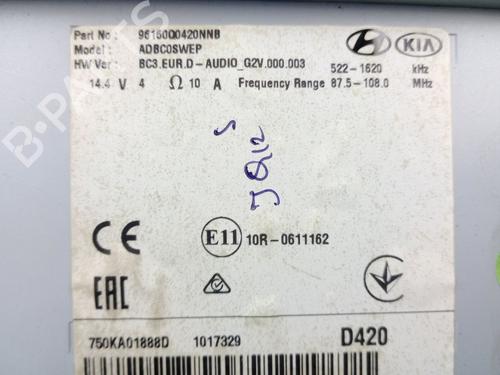 Part No : 96160Q0420NNB
Model : ADBC0SWEP
HW Ver : BC3.EUR.D-AUDIO_G2V.000.003
KIA
522-1620 kHz
14.4 V 4 Ω 10 A Frequency Range 87.5-108.0 MHz
CE
E11 10R-0611162
EAC
750KA01888D 1017329 D420
B-PARTS